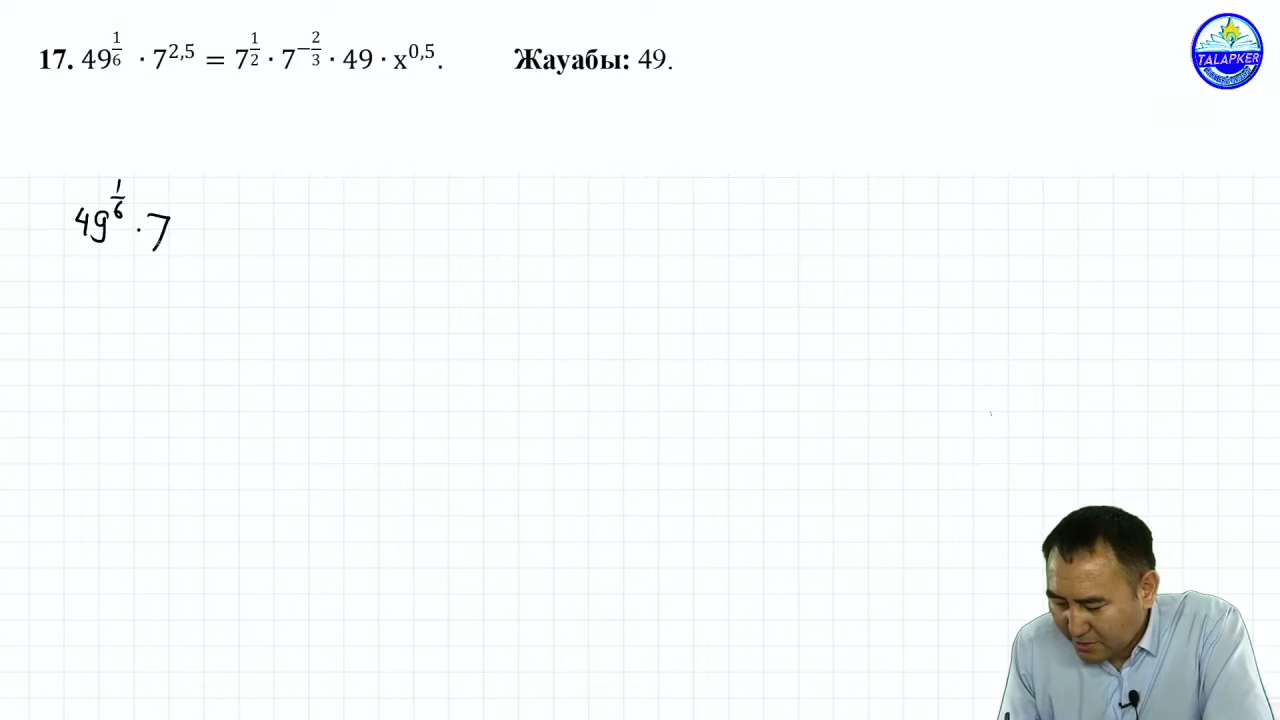 17. 49^{1/6} · 7^{2,5} = 7^{1/2} · 7^{-2/3} · 49 · x^{0,5}. Жауабы: 49.
TALAPKER
49^{1/6} · 7